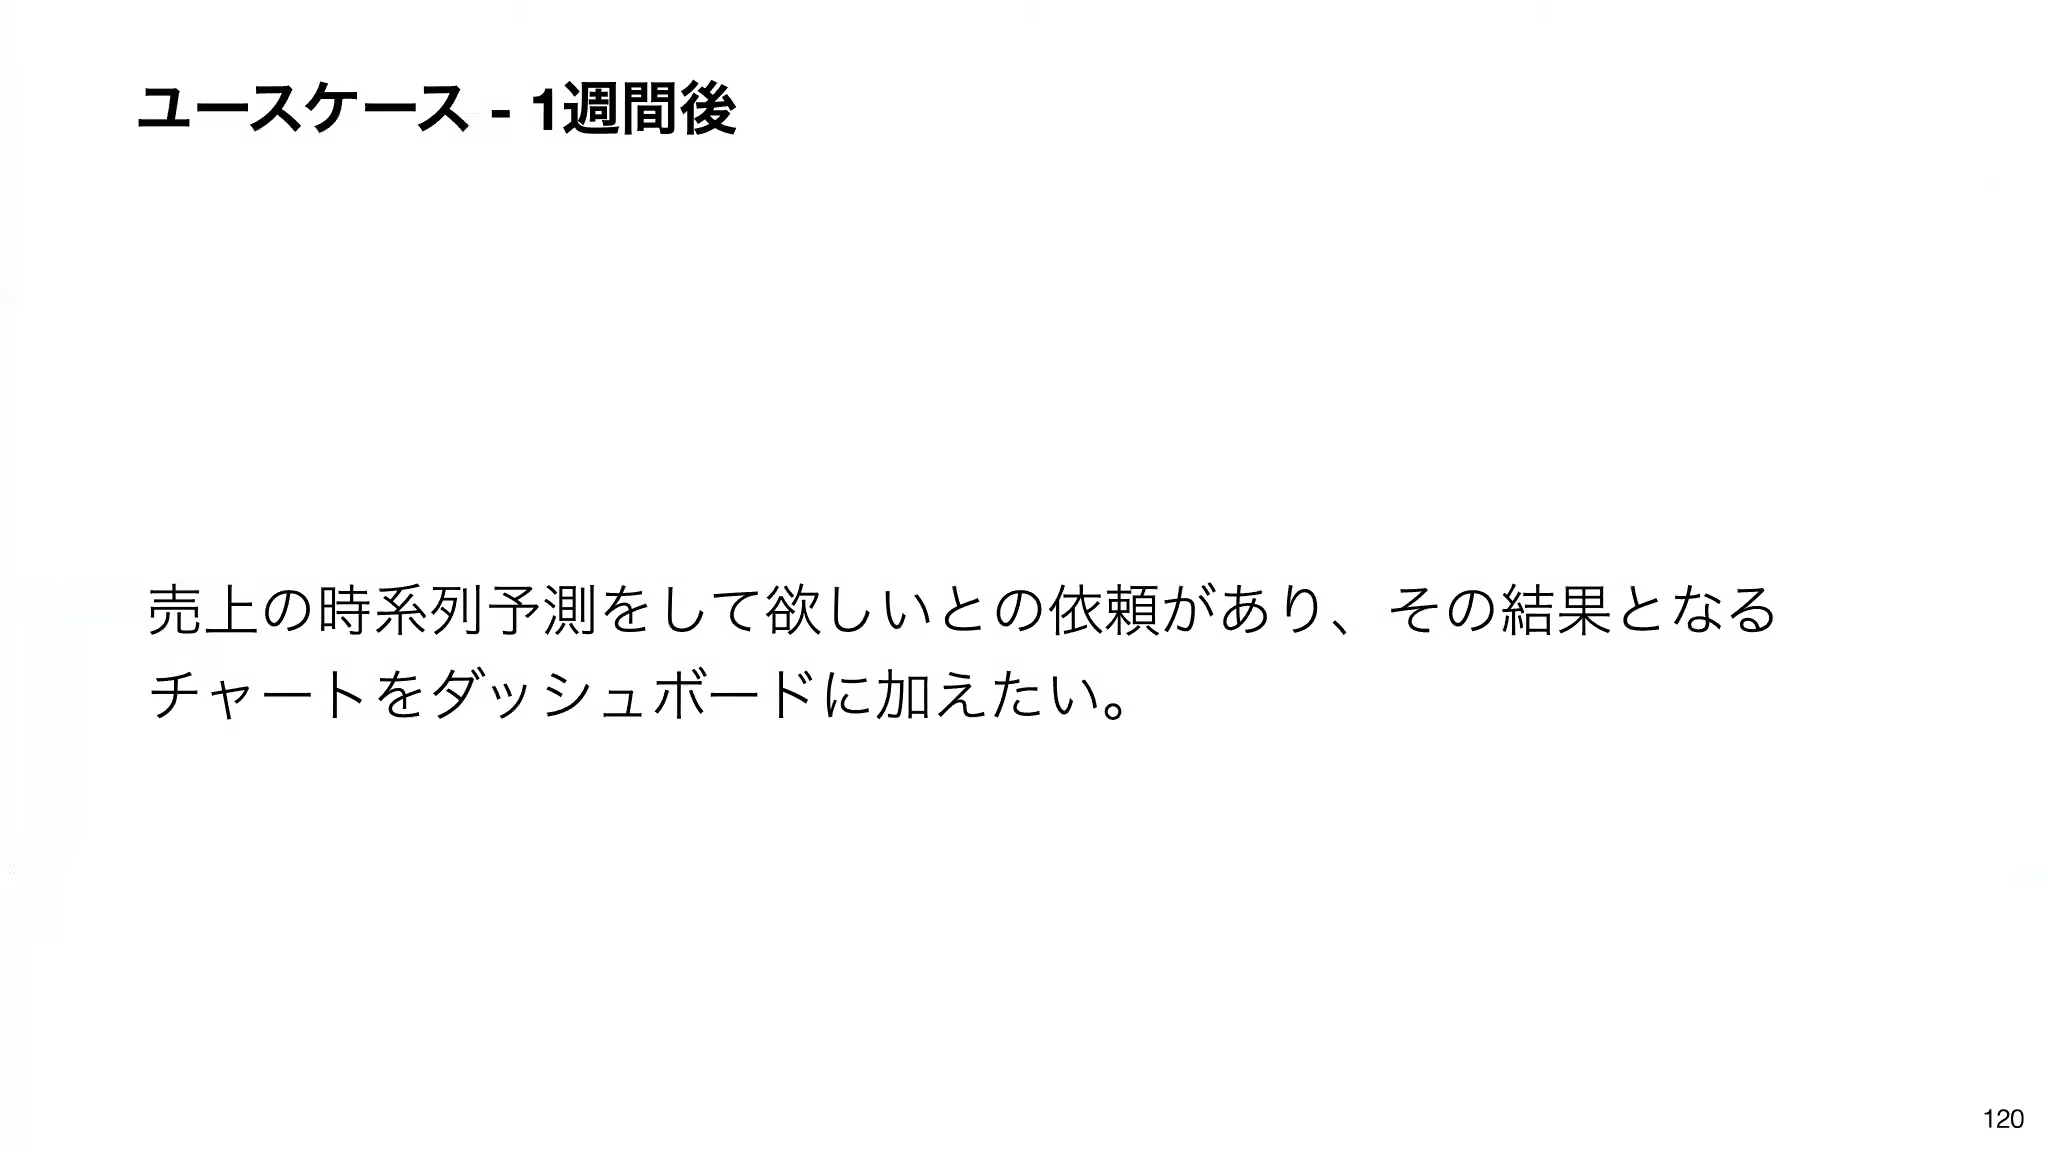 ユースケース - 1週間後
売上の時系列予測をして欲しいとの依頼があり、その結果となる
チャートをダッシュボードに加えたい。
120